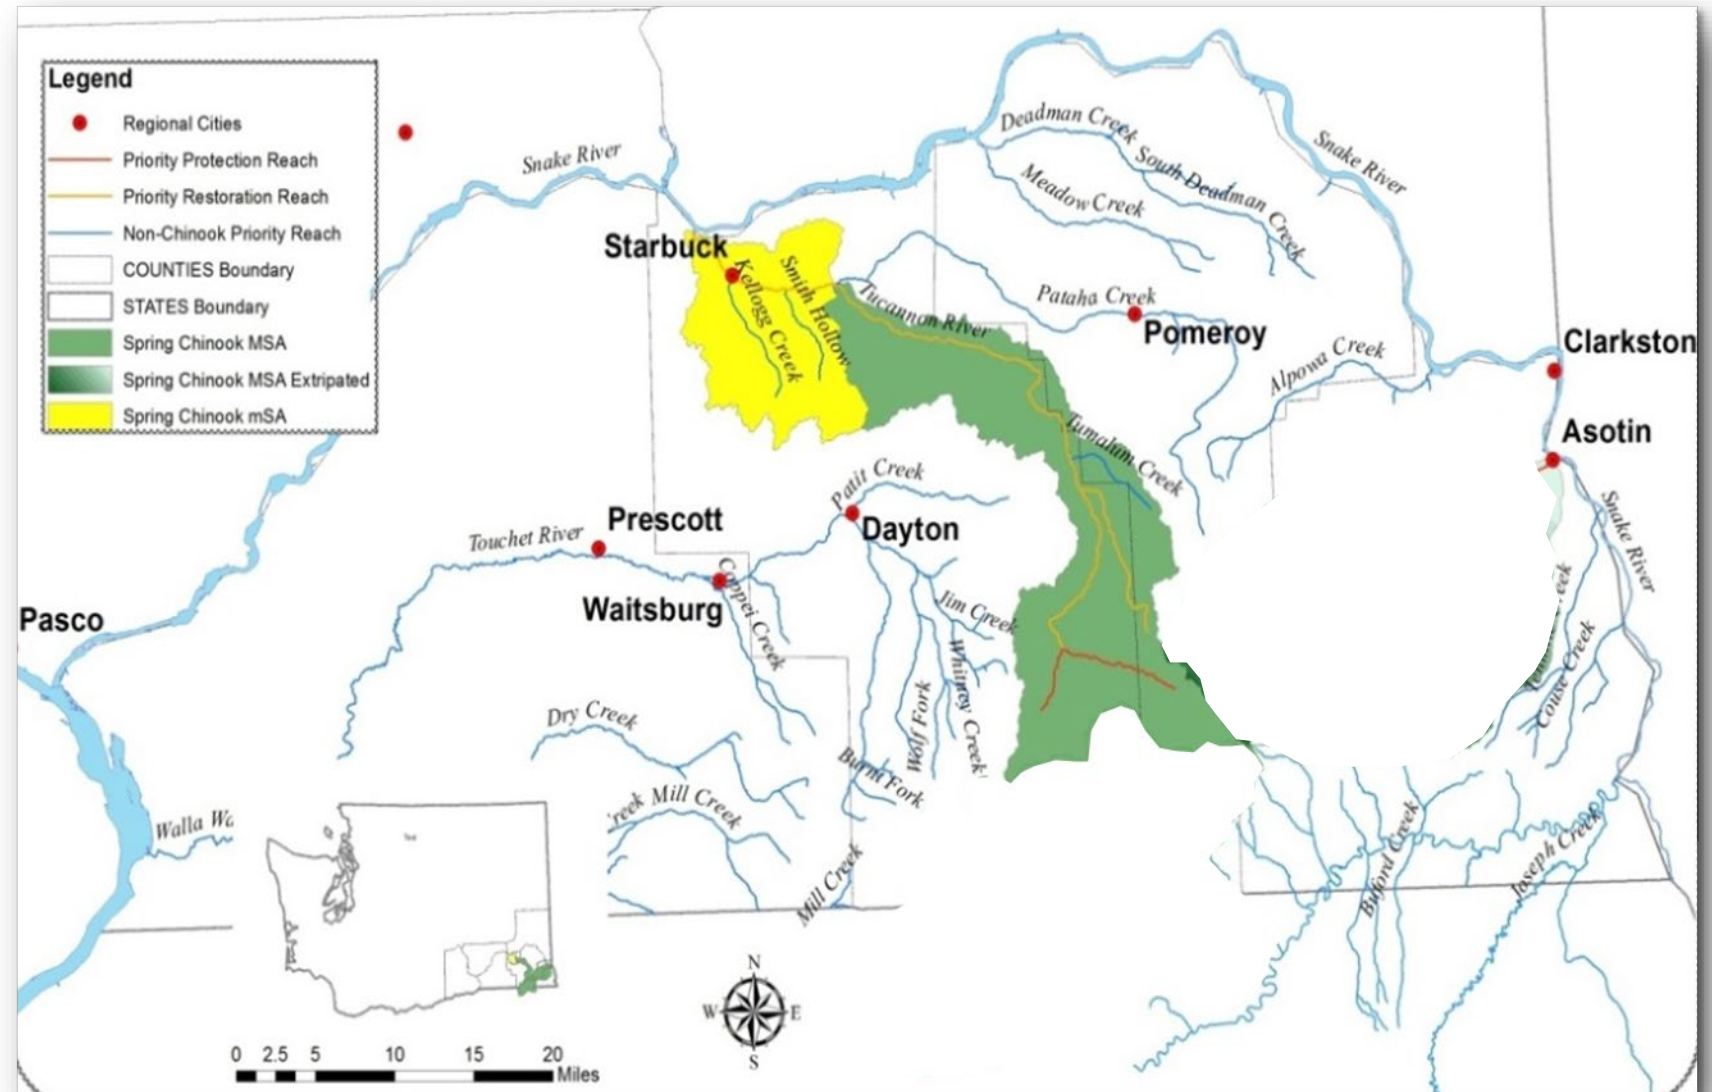 Legend
Regional Cities
Priority Protection Reach
Priority Restoration Reach
Non-Chinook Priority Reach
COUNTIES Boundary
STATES Boundary
Spring Chinook MSA
Spring Chinook MSA Extripated
Spring Chinook mSA
Snake River
Deadman Creek
South Deadman Creek
Snake River
Meadow Creek
Starbuck
Kellogg Creek
Smith Hollow
Tucannon River
Pataha Creek
Pomeroy
Alpowa Creek
Clarkston
Asotin
Tumalum Creek
Snake River
Patit Creek
Dayton
Prescott
Touchet River
Waitsburg
Coppei Creek
Jim Creek
Whitney Creek
Wolf Fork
Burnt Fork
Pasco
Dry Creek
reek Mill Creek
Mill Creek
Walla Wa
eek
Ten
Couse Creek
Buford Creek
Joseph Creek
N
W E
S
0 2.5 5 10 15 20
Miles